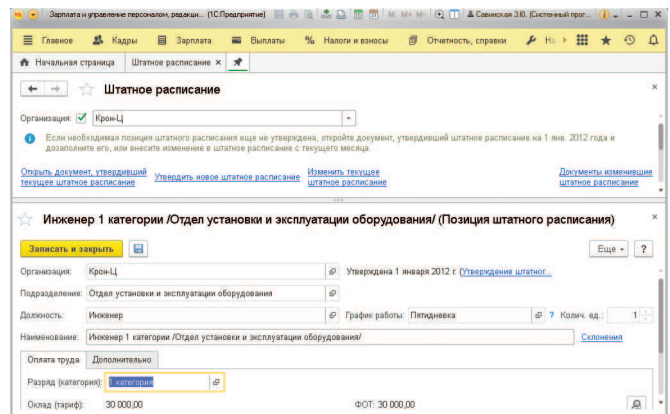 Зарплата и управление персоналом, редакци... (1С:Предприятие) M M+ M- Савинская З.Ю. (Системный прог...
Главное Кадры Зарплата Выплаты % Налоги и взносы Отчетность, справки
Начальная страница Штатное расписание ×
Штатное расписание ×
Организация: Крон-Ц
Если необходимая позиция штатного расписания еще не утверждена, откройте документ, утвердивший штатное расписание на 1 янв. 2012 года и
дозаполните его, или внесите изменение в штатное расписание с текущего месяца.
Открыть документ, утвердивший
текущее штатное расписание
Утвердить новое штатное расписание
Изменить текущее
штатное расписание
Документы изменившие
штатное расписание
Инженер 1 категории /Отдел установки и эксплуатации оборудования/ (Позиция штатного расписания) ×
Записать и закрыть Еще ?
Организация: Крон-Ц Утверждена 1 января 2012 г. (Утверждение штатног...
Подразделение: Отдел установки и эксплуатации оборудования
Должность: Инженер График работы: Пятидневка ? Колич. ед.: 1
Наименование: Инженер 1 категории /Отдел установки и эксплуатации оборудования/ Склонения
Оплата труда Дополнительно
Разряд (категория): 1 категория
Оклад (тариф): 30 000,00 ФОТ: 30 000,00